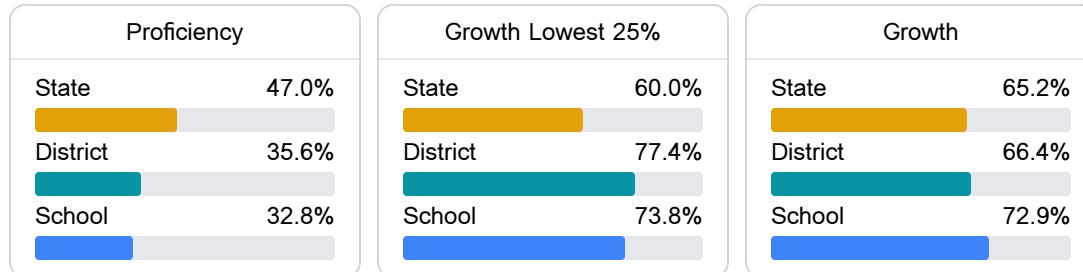 Proficiency
State 47.0%
District 35.6%
School 32.8%
Growth Lowest 25%
State 60.0%
District 77.4%
School 73.8%
Growth
State 65.2%
District 66.4%
School 72.9%